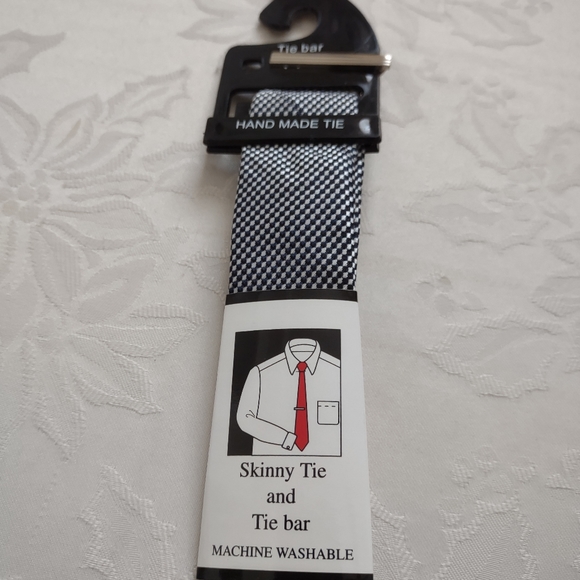 Tie bar
HAND MADE TIE
Skinny Tie
and
Tie bar
MACHINE WASHABLE